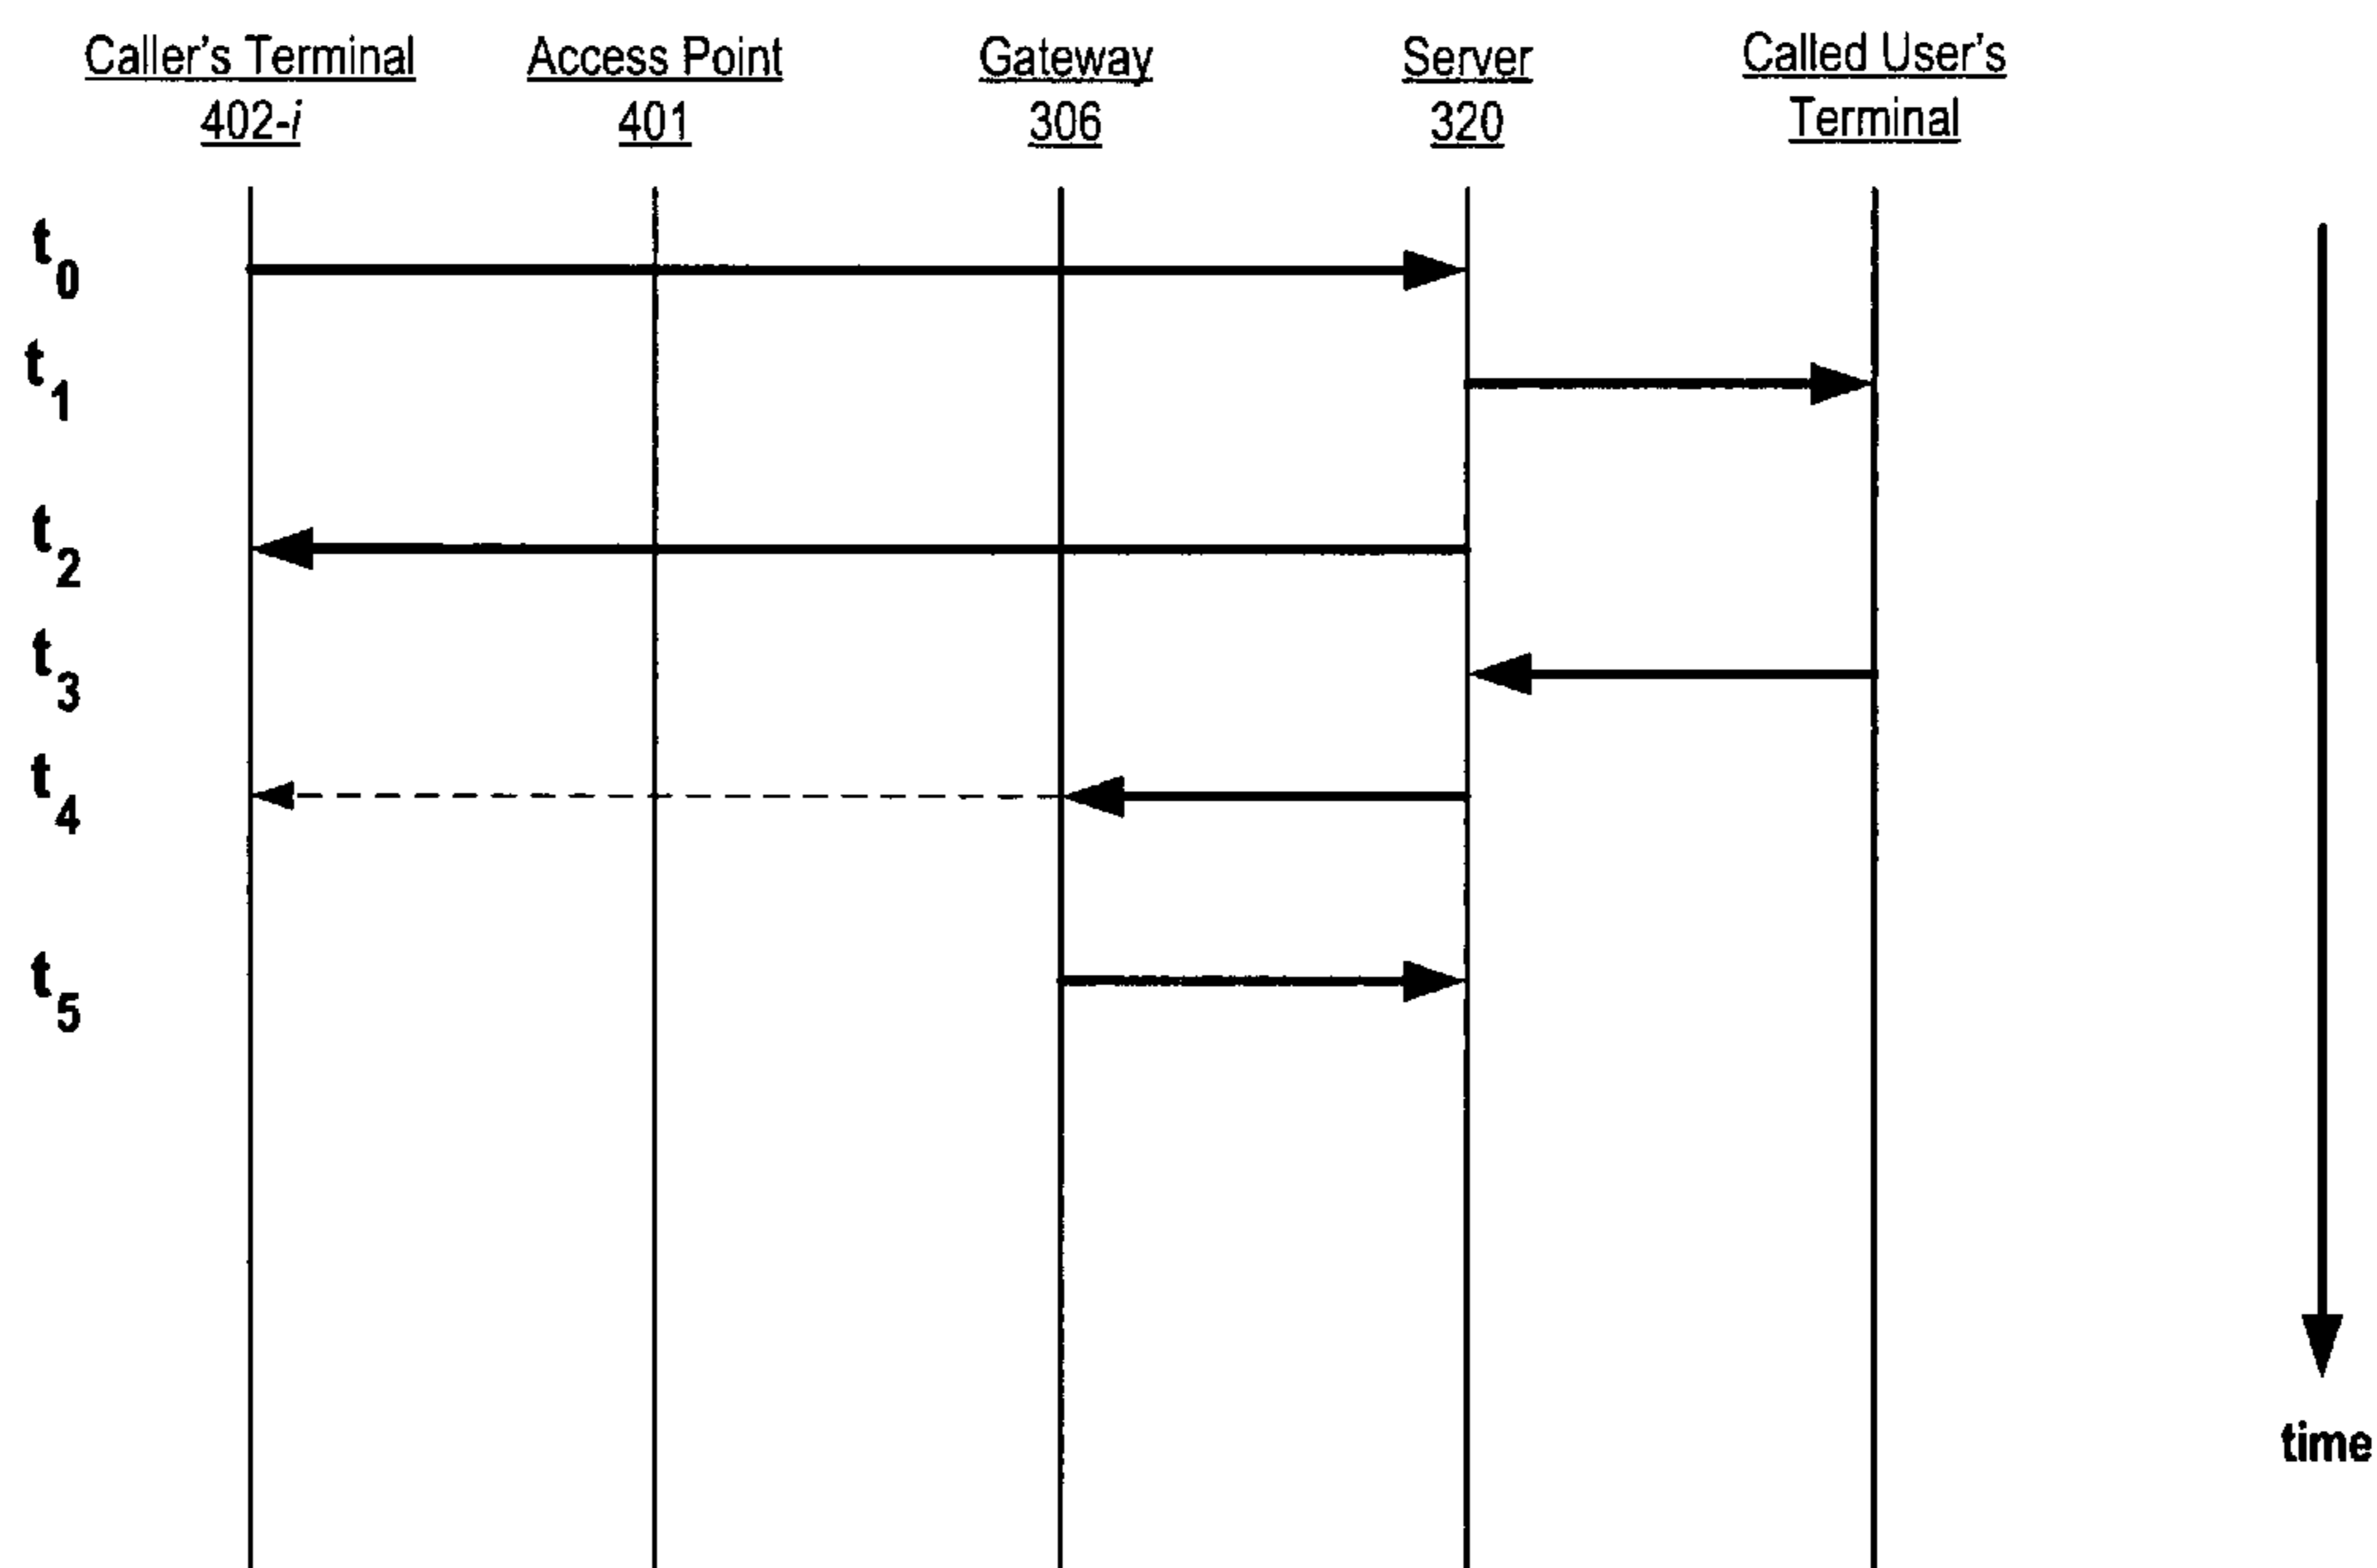 Caller's Terminal
402-i
Access Point
401
Gateway
306
Server
320
Called User's
Terminal
t0
t1
t2
t3
t4
t5
time